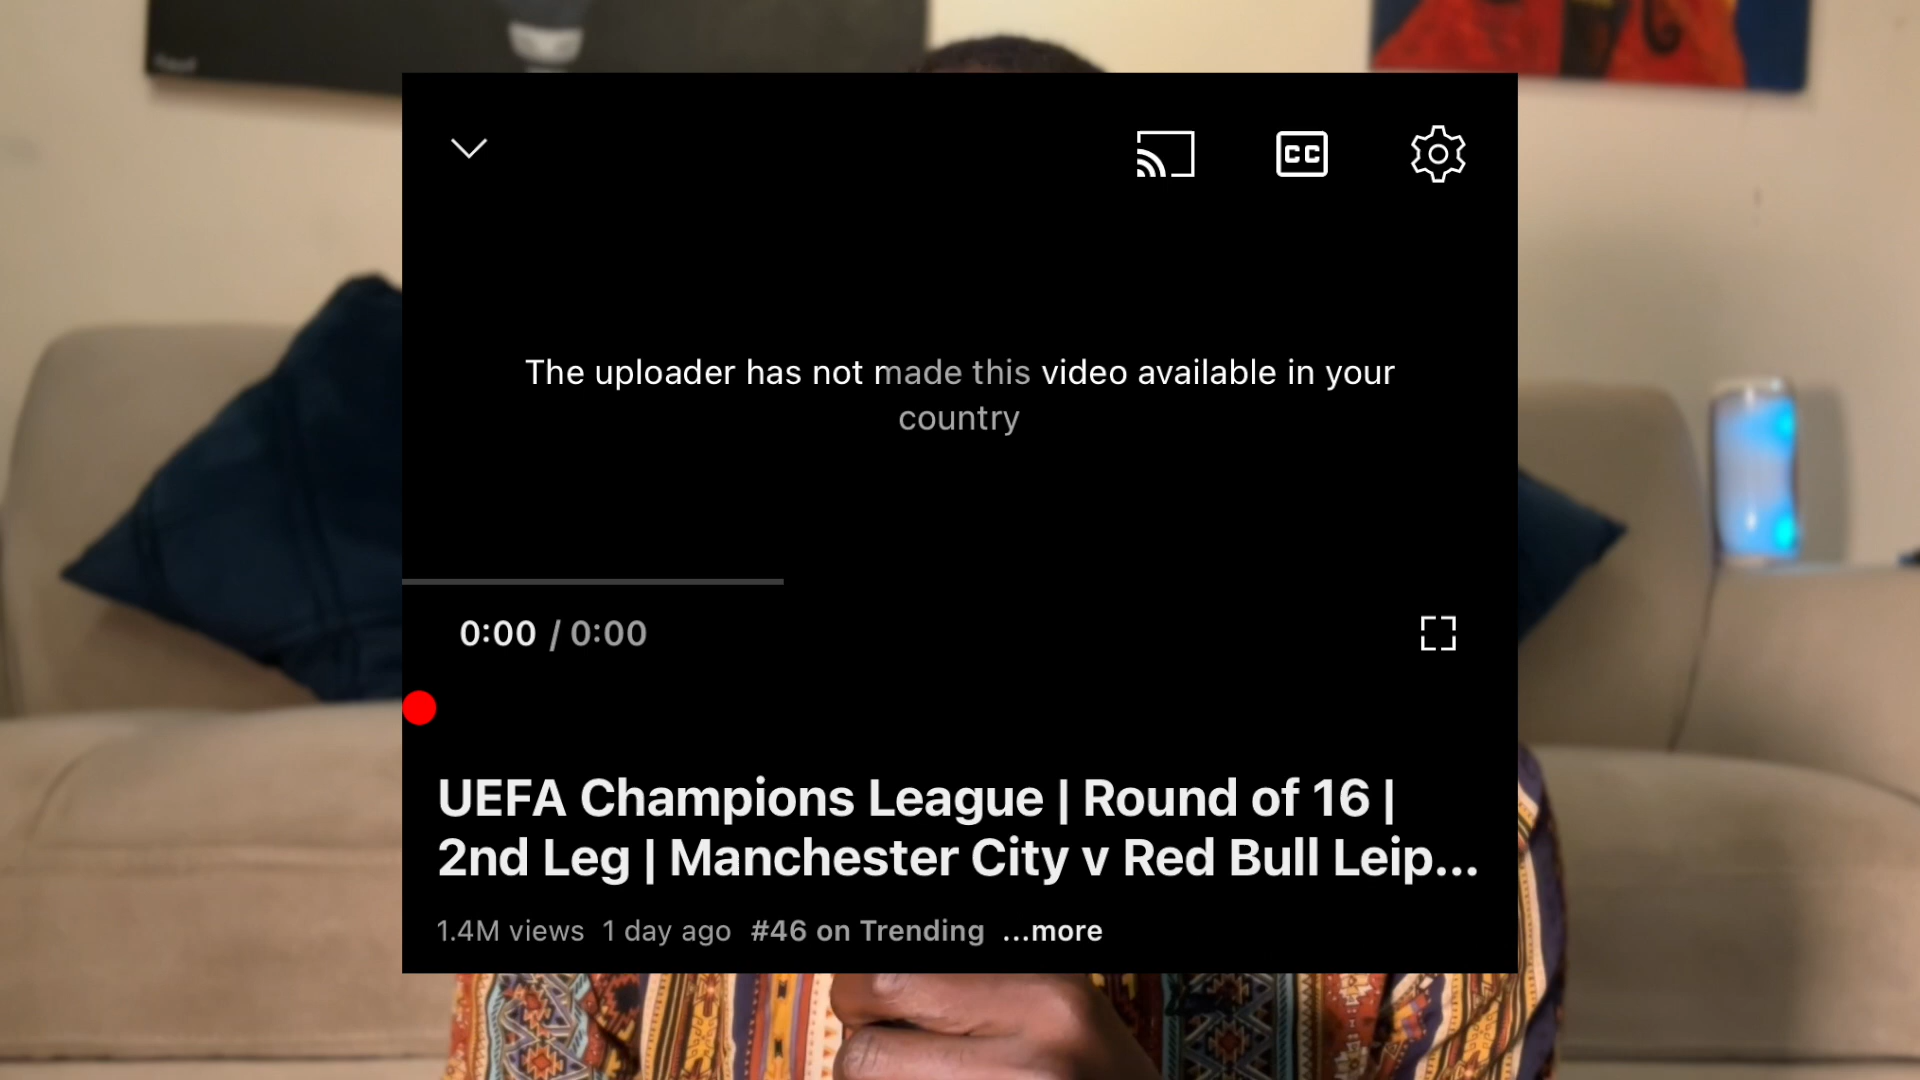 CC
The uploader has not made this video available in your
country
0:00 / 0:00
UEFA Champions League | Round of 16 |
2nd Leg | Manchester City v Red Bull Leip...
1.4M views 1 day ago #46 on Trending ...more